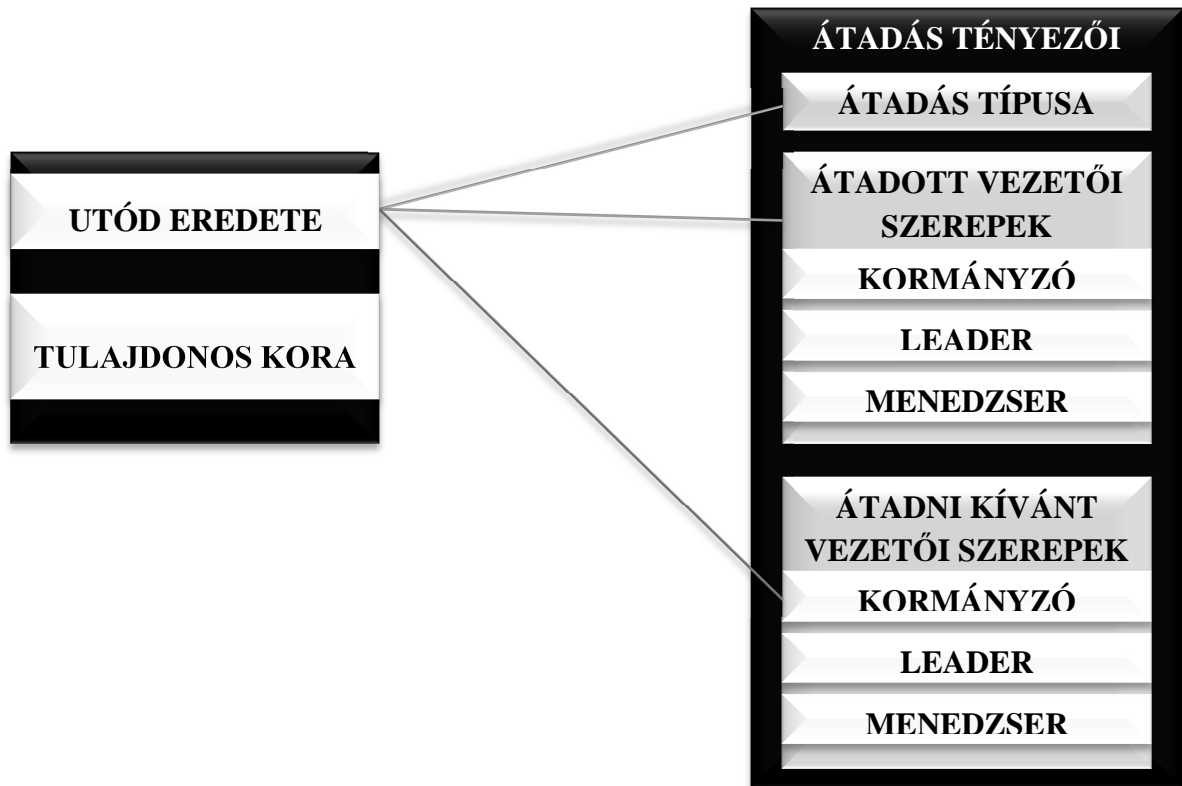 UTÓD EREDETE
TULAJDONOS KORA
ÁTADÁS TÉNYEZŐI
ÁTADÁS TÍPUSA
ÁTADOTT VEZETŐI
SZEREPEK
KORMÁNYZÓ
LEADER
MENEDZSER
ÁTADNI KÍVÁNT
VEZETŐI SZEREPEK
KORMÁNYZÓ
LEADER
MENEDZSER